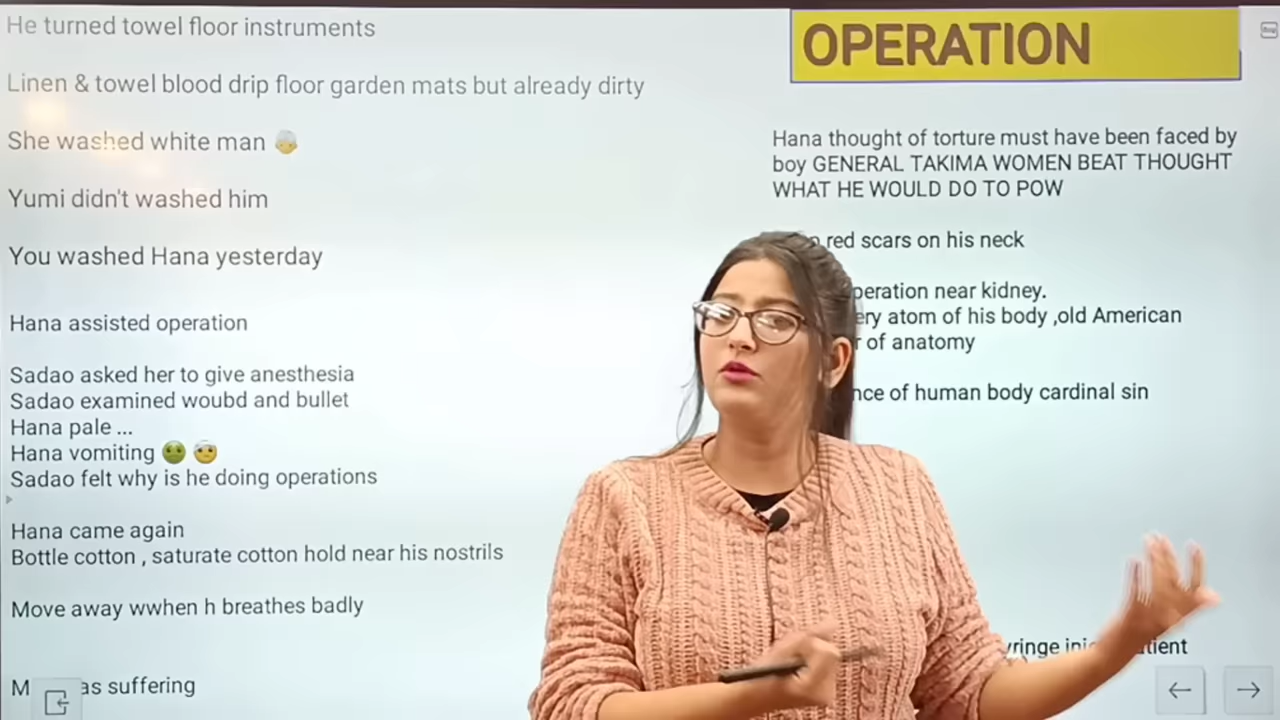 He turned towel floor instruments
Linen & towel blood drip floor garden mats but already dirty
She washed white man
Yumi didn't washed him
You washed Hana yesterday
Hana assisted operation
Sadao asked her to give anesthesia
Sadao examined woubd and bullet
Hana pale ...
Hana vomiting
Sadao felt why is he doing operations
Hana came again
Bottle cotton , saturate cotton hold near his nostrils
Move away wwhen h breathes badly
suffering
OPERATION
Hana thought of torture must have been faced by
boy GENERAL TAKIMA WOMEN BEAT THOUGHT
WHAT HE WOULD DO TO POW
red scars on his neck
near kidney.
atom of his body ,old American
of anatomy
of human body cardinal sin